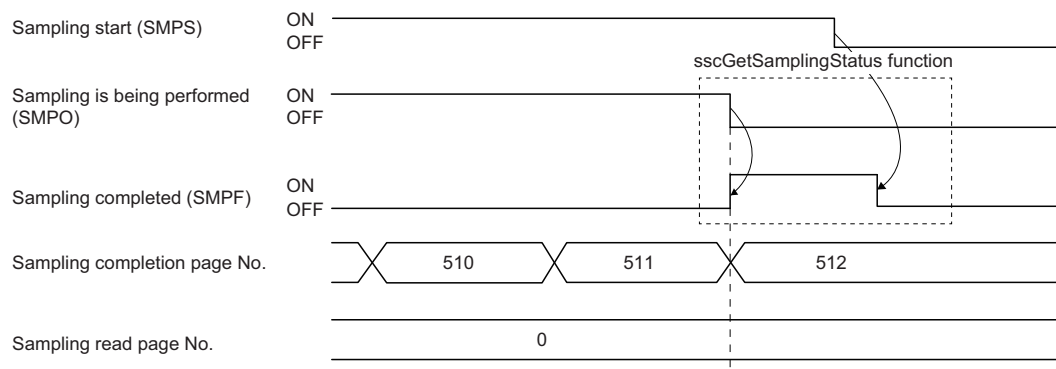 Sampling start (SMPS)
ON
OFF
sscGetSamplingStatus function
Sampling is being performed
(SMPO)
ON
OFF
Sampling completed (SMPF)
ON
OFF
Sampling completion page No.
510
511
512
Sampling read page No.
0